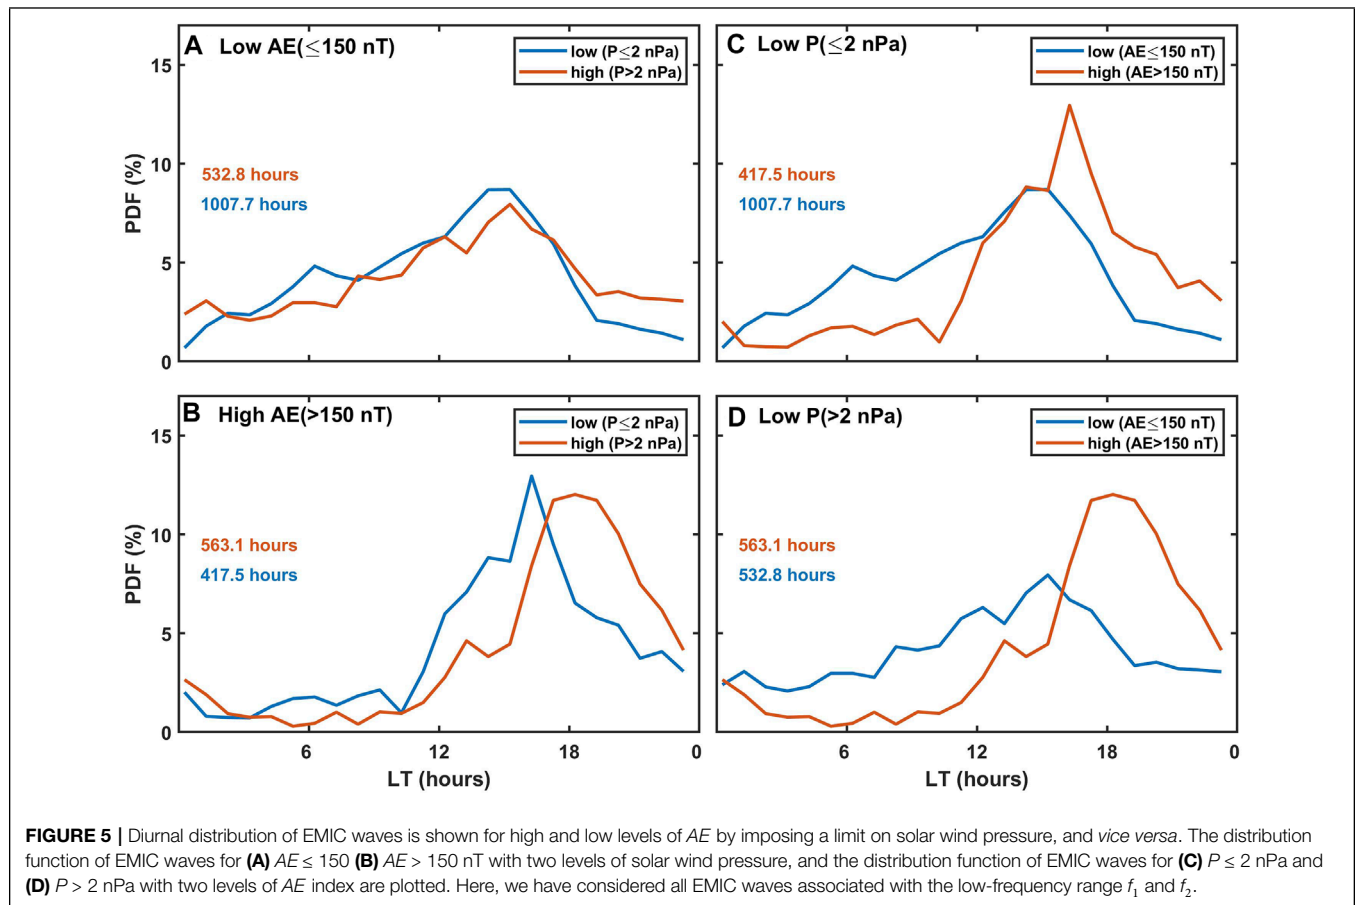 A Low AE(≤150 nT)
low (P≤2 nPa)
high (P>2 nPa)
532.8 hours
1007.7 hours
PDF (%)
15
10
5
0
C Low P(≤2 nPa)
low (AE≤150 nT)
high (AE>150 nT)
417.5 hours
1007.7 hours
B High AE(>150 nT)
low (P≤2 nPa)
high (P>2 nPa)
563.1 hours
417.5 hours
PDF (%)
15
10
5
0
6 12 18 0
LT (hours)
D Low P(>2 nPa)
low (AE≤150 nT)
high (AE>150 nT)
563.1 hours
532.8 hours
6 12 18 0
LT (hours)
FIGURE 5 | Diurnal distribution of EMIC waves is shown for high and low levels of AE by imposing a limit on solar wind pressure, and vice versa. The distribution
function of EMIC waves for (A) AE ≤ 150 (B) AE > 150 nT with two levels of solar wind pressure, and the distribution function of EMIC waves for (C) P ≤ 2 nPa and
(D) P > 2 nPa with two levels of AE index are plotted. Here, we have considered all EMIC waves associated with the low-frequency range f₁ and f₂.